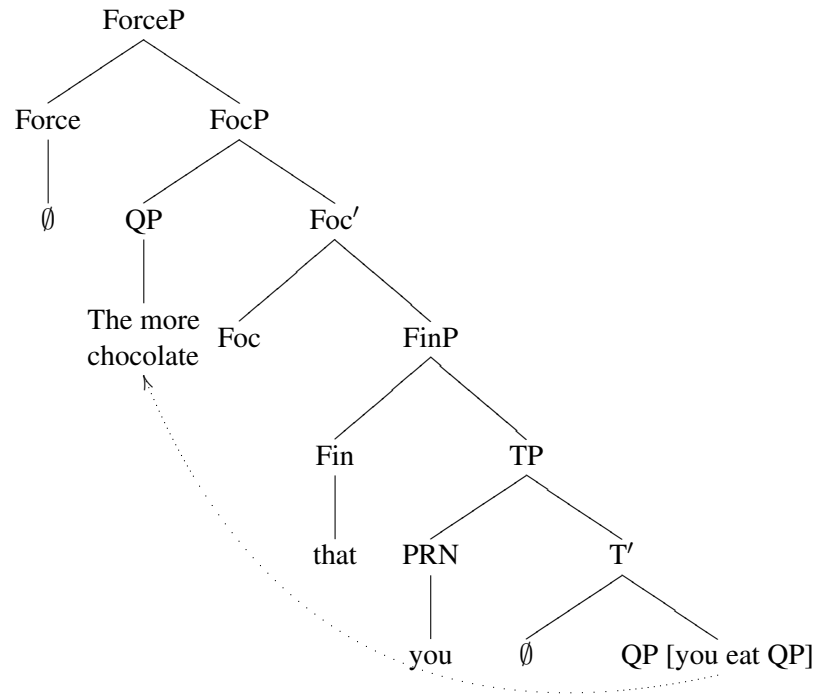 ForceP
Force FocP
∅ QP Foc′
The more
chocolate
Foc FinP
Fin TP
that PRN T′
you ∅ QP [you eat QP]